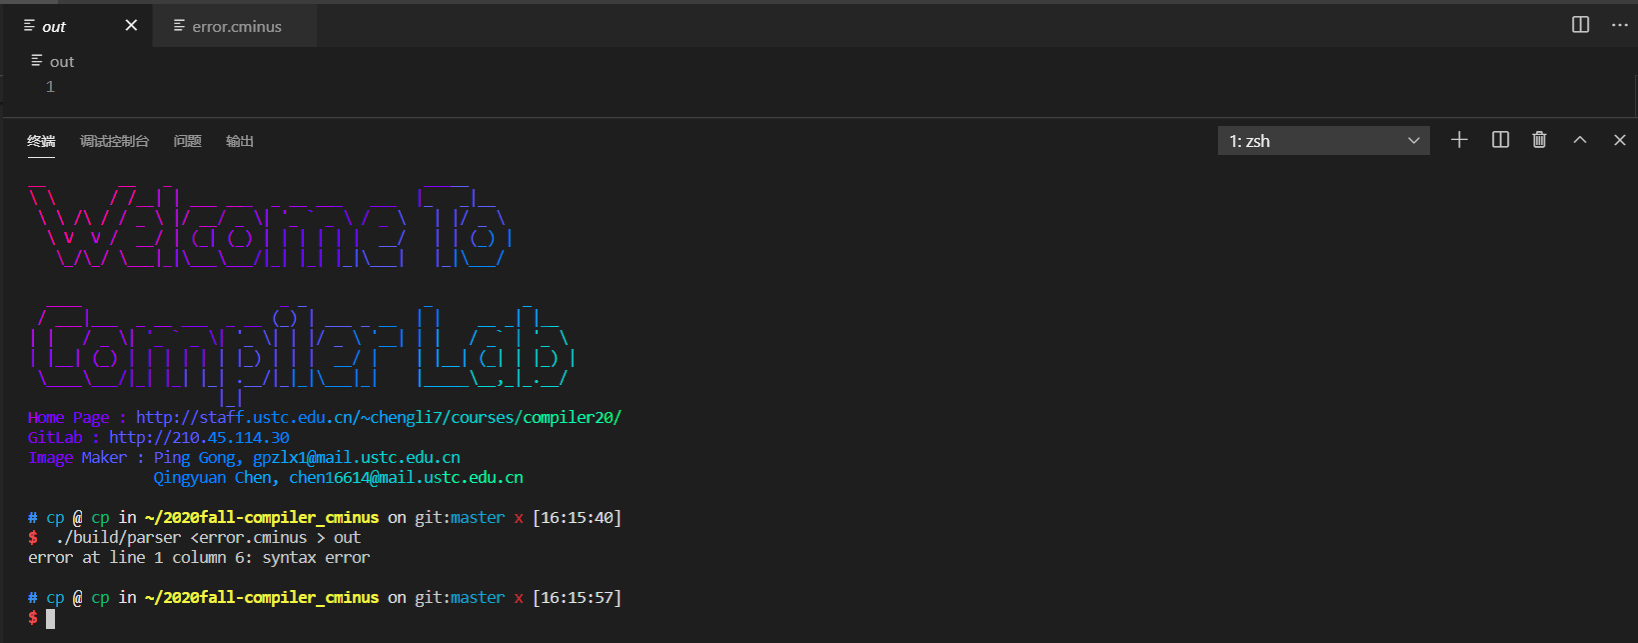 out error.cminus
out
1
终端 调试控制台 问题 输出 1: zsh
Welcome To
Compiler Lab
Home Page : http://staff.ustc.edu.cn/~chengli7/courses/compiler20/
GitLab : http://210.45.114.30
Image Maker : Ping Gong, gpzlx1@mail.ustc.edu.cn
Qingyuan Chen, chen16614@mail.ustc.edu.cn
# cp @ cp in ~/2020fall-compiler_cminus on git:master x [16:15:40]
$ ./build/parser <error.cminus > out
error at line 1 column 6: syntax error
# cp @ cp in ~/2020fall-compiler_cminus on git:master x [16:15:57]
$